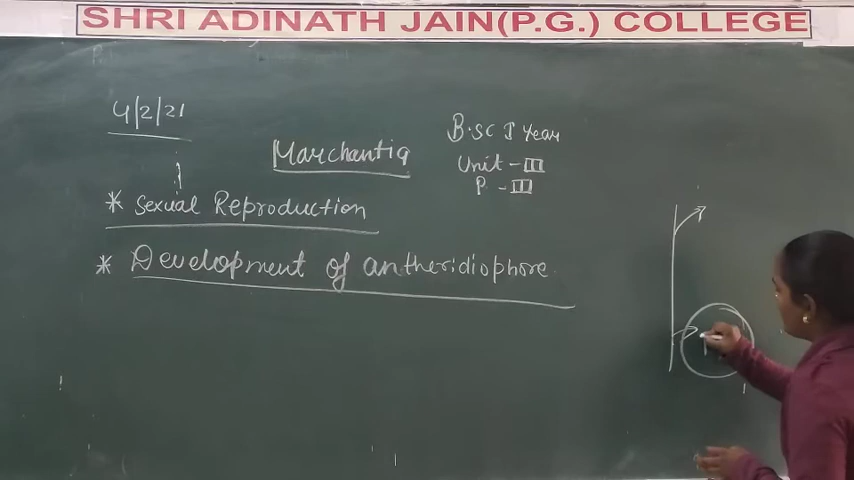 SHRI ADINATH JAIN(P.G.) COLLEGE
4/2/21
B.SC I Year
Marchantia
Unit - III
P - III
* Sexual Reproduction
* Development of antheridiophore